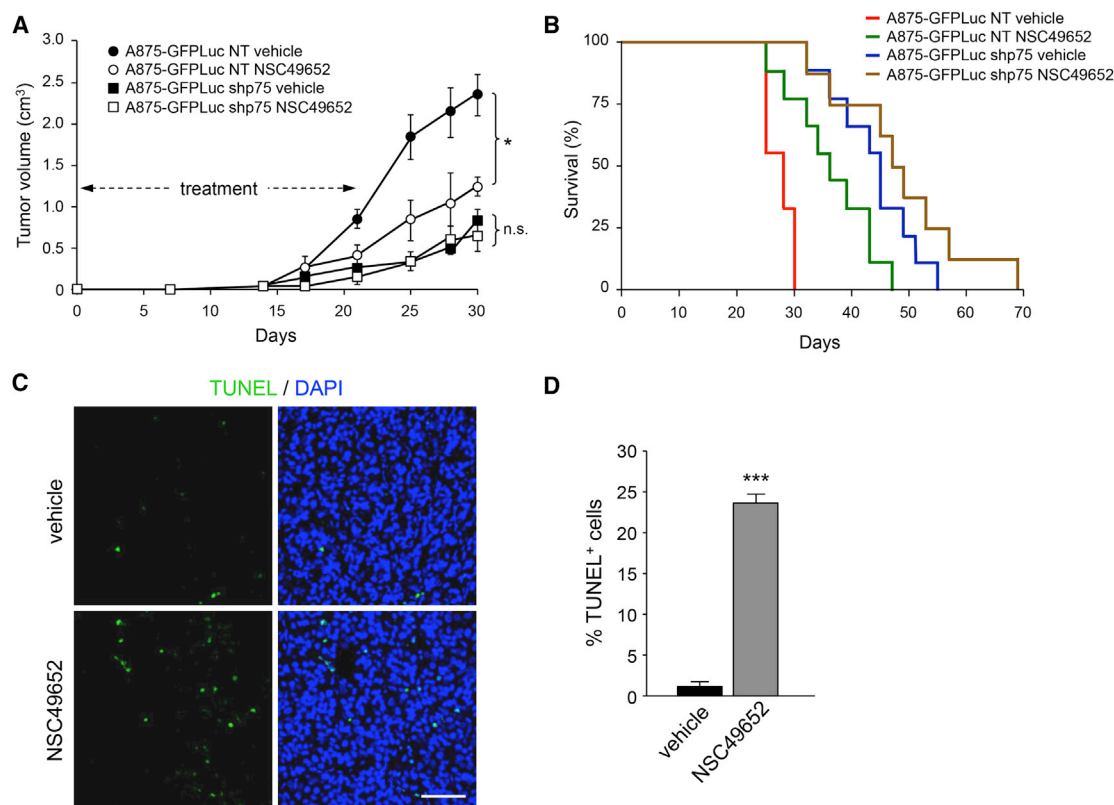 A
3.0
2.5
2.0
1.5
1.0
0.5
0
Tumor volume (cm³)
A875-GFPLuc NT vehicle
A875-GFPLuc NT NSC49652
A875-GFPLuc shp75 vehicle
A875-GFPLuc shp75 NSC49652
treatment
*
n.s.
0 5 10 15 20 25 30
Days
B
A875-GFPLuc NT vehicle
A875-GFPLuc NT NSC49652
A875-GFPLuc shp75 vehicle
A875-GFPLuc shp75 NSC49652
100
75
50
25
0
Survival (%)
0 10 20 30 40 50 60 70
Days
C
TUNEL / DAPI
vehicle
NSC49652
D
30
25
20
15
10
5
0
% TUNEL⁺ cells
***
vehicle
NSC49652